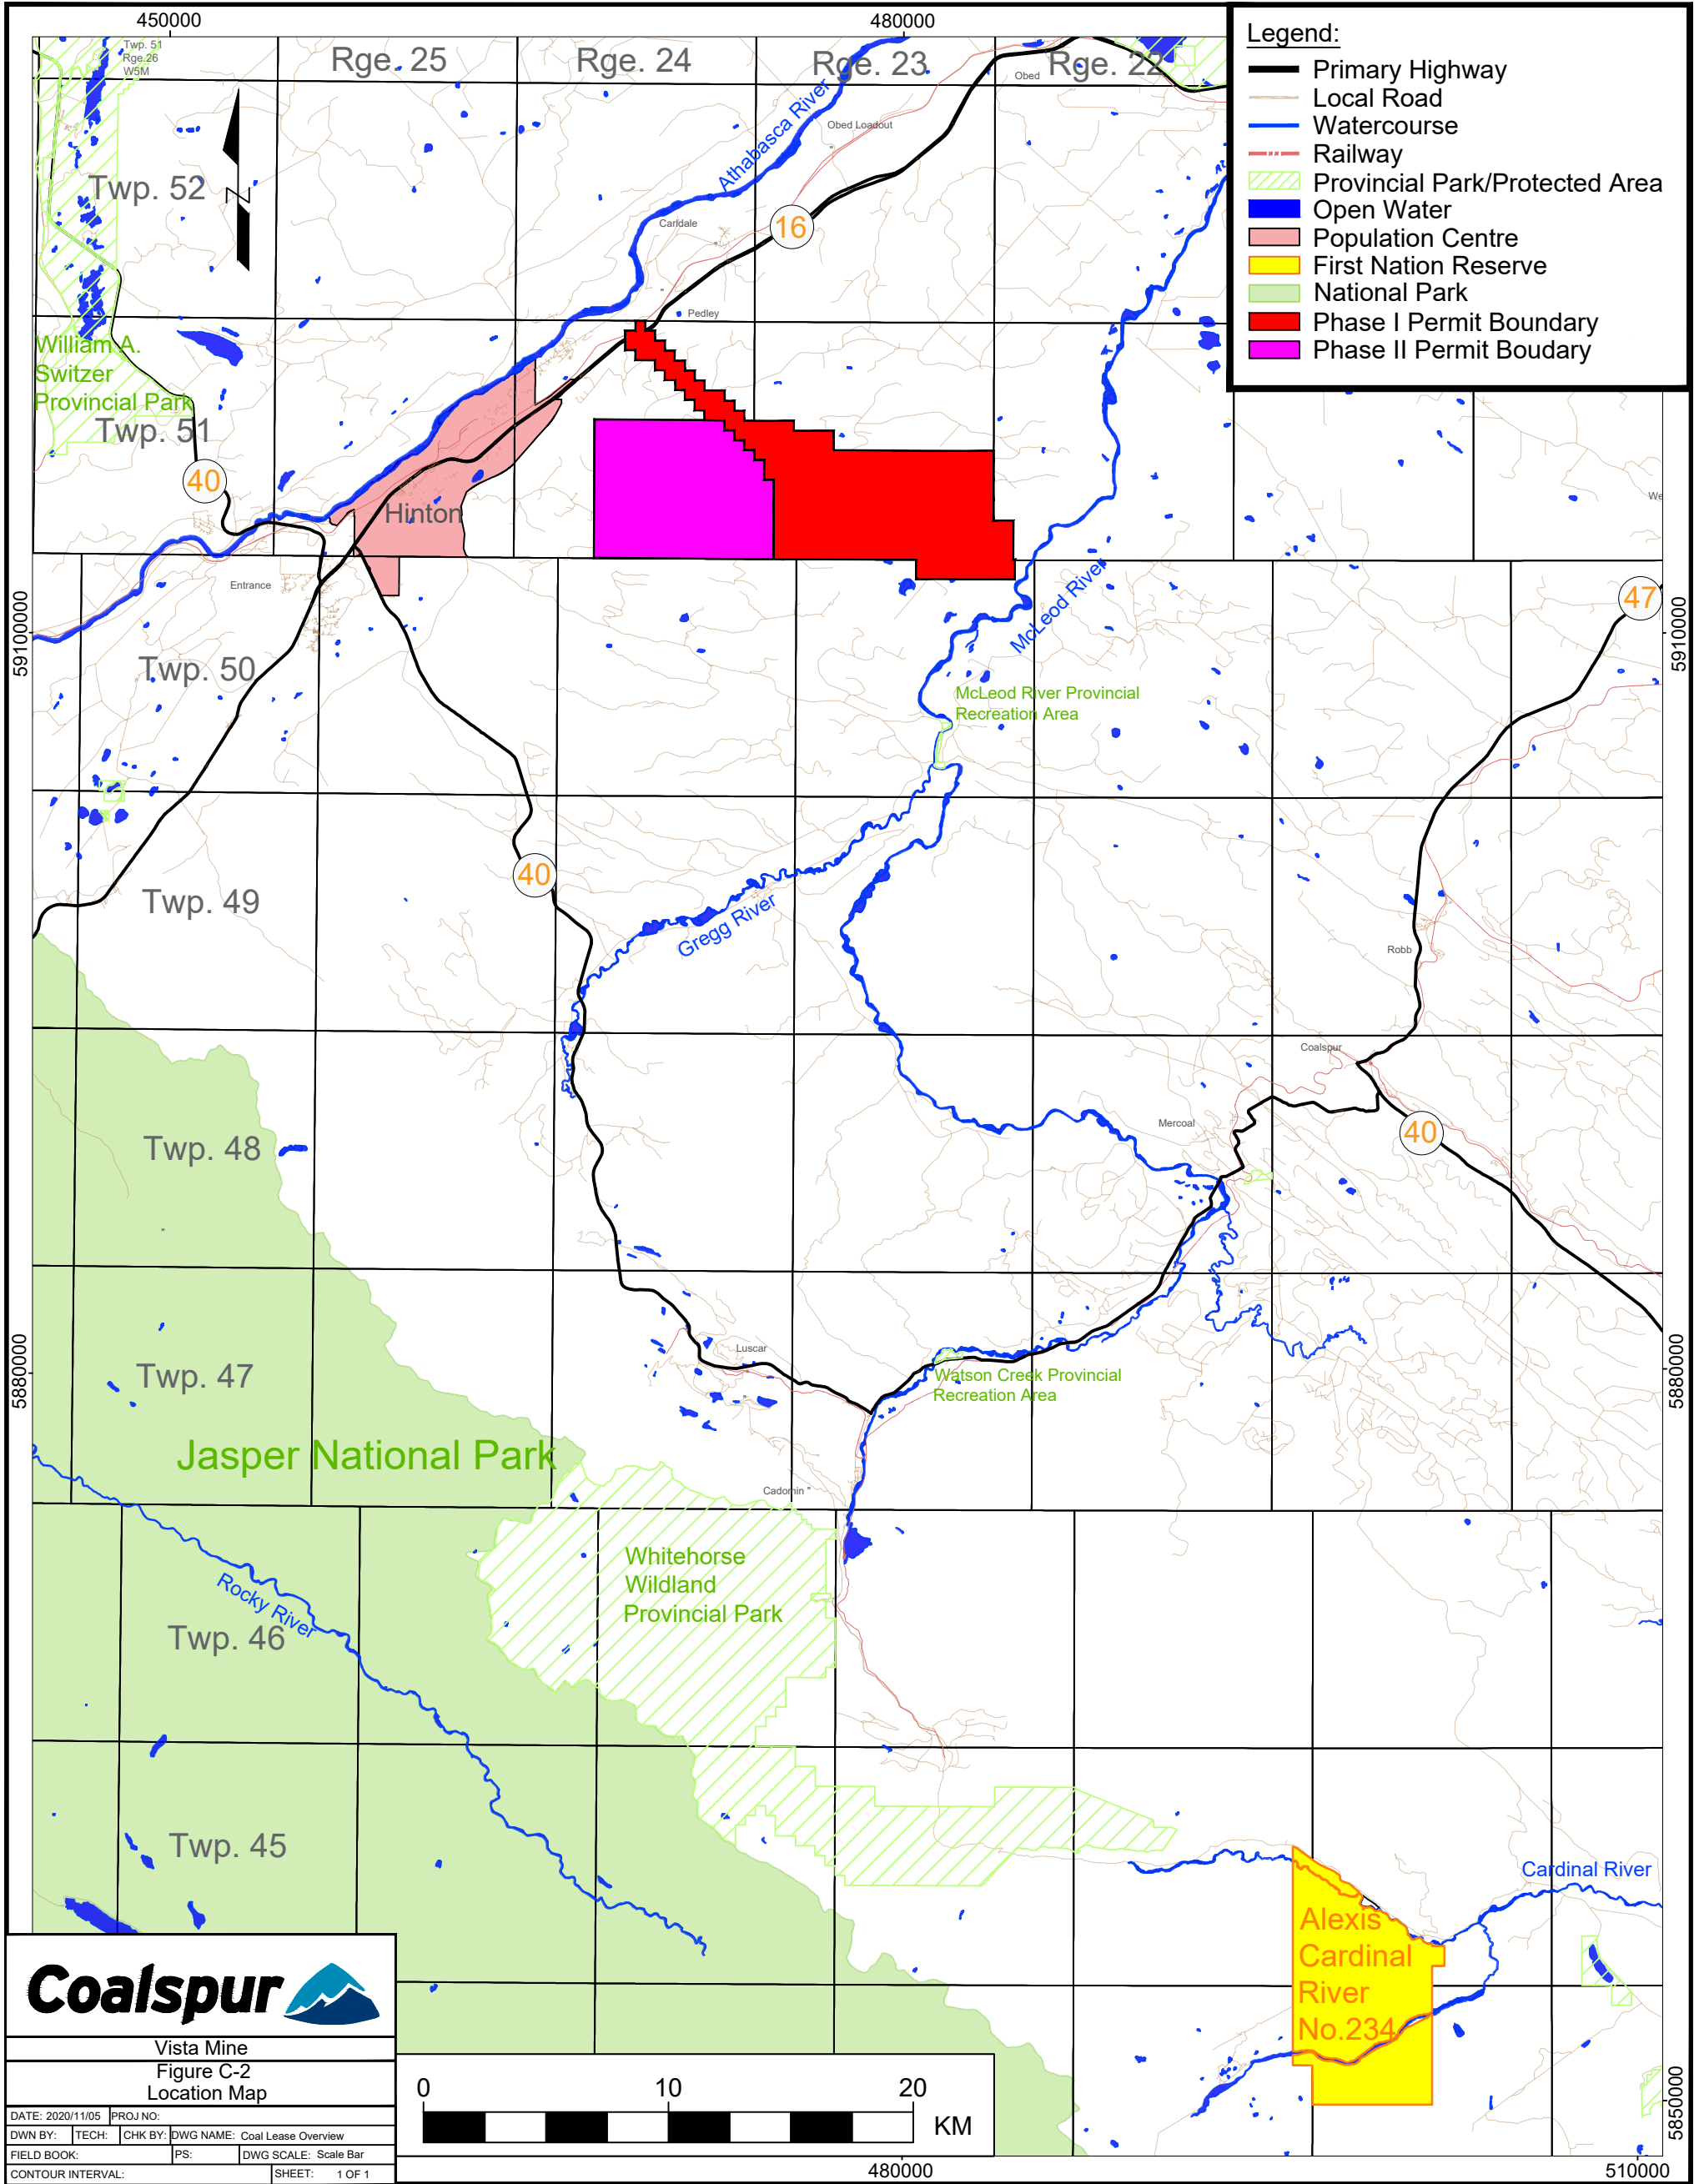 450000
480000
Legend:
Primary Highway
Local Road
Watercourse
Railway
Provincial Park/Protected Area
Open Water
Population Centre
First Nation Reserve
National Park
Phase I Permit Boundary
Phase II Permit Boudary
Twp. 51
Rge.26
W5M
Rge. 25
Rge. 24
Rge. 23
Rge. 22
Obed
Athabasca River
Obed Loadout
Twp. 52
N
Carldale
16
Pedley
William A.
Switzer
Provincial Park
Twp. 51
40
Hinton
We
Entrance
McLeod River
47
5910000
5910000
Twp. 50
McLeod River Provincial
Recreation Area
40
Twp. 49
Gregg River
Robb
Coalspur
Mercoal
40
Twp. 48
Luscar
Watson Creek Provincial
Recreation Area
5880000
5880000
Twp. 47
Jasper National Park
Cadomin
Whitehorse
Wildland
Provincial Park
Rocky River
Twp. 46
Twp. 45
Cardinal River
Alexis
Cardinal
River
No.234
Coalspur
Vista Mine
Figure C-2
Location Map
DATE: 2020/11/05 PROJ NO:
DWN BY: TECH: CHK BY: DWG NAME: Coal Lease Overview
FIELD BOOK: PS: DWG SCALE: Scale Bar
CONTOUR INTERVAL: SHEET: 1 OF 1
0 10 20
KM
5850000
480000
510000